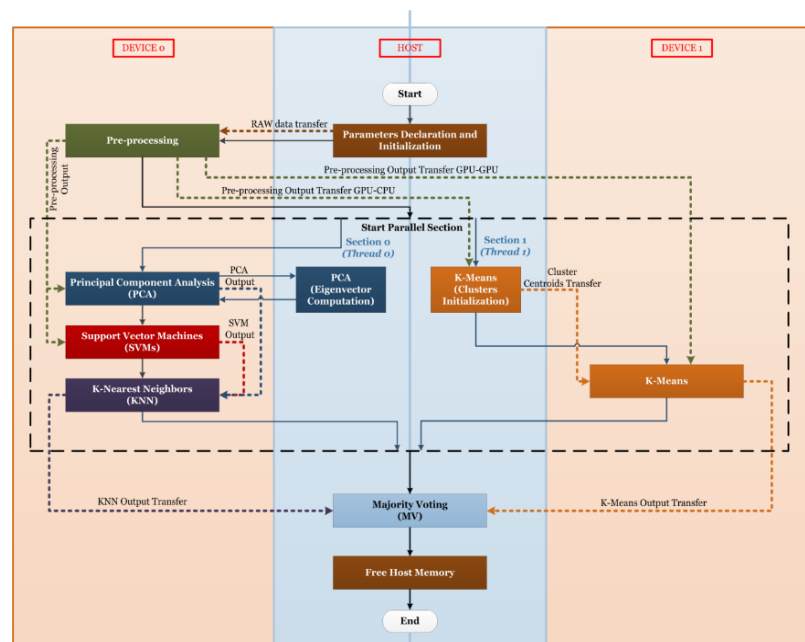 DEVICE 0
HOST
DEVICE 1
Start
RAW data transfer
Parameters Declaration and
Initialization
Pre-processing
Pre-processing
Output
Pre-processing Output Transfer GPU-GPU
Pre-processing Output Transfer GPU-CPU
Start Parallel Section
Section 0
(Thread 0)
Section 1
(Thread 1)
Principal Component Analysis
(PCA)
PCA
Output
PCA
(Eigenvector
Computation)
K-Means
(Clusters
Initialization)
Cluster
Centroids Transfer
Support Vector Machines
(SVMs)
SVM
Output
K-Nearest Neighbors
(KNN)
K-Means
KNN Output Transfer
Majority Voting
(MV)
K-Means Output Transfer
Free Host Memory
End